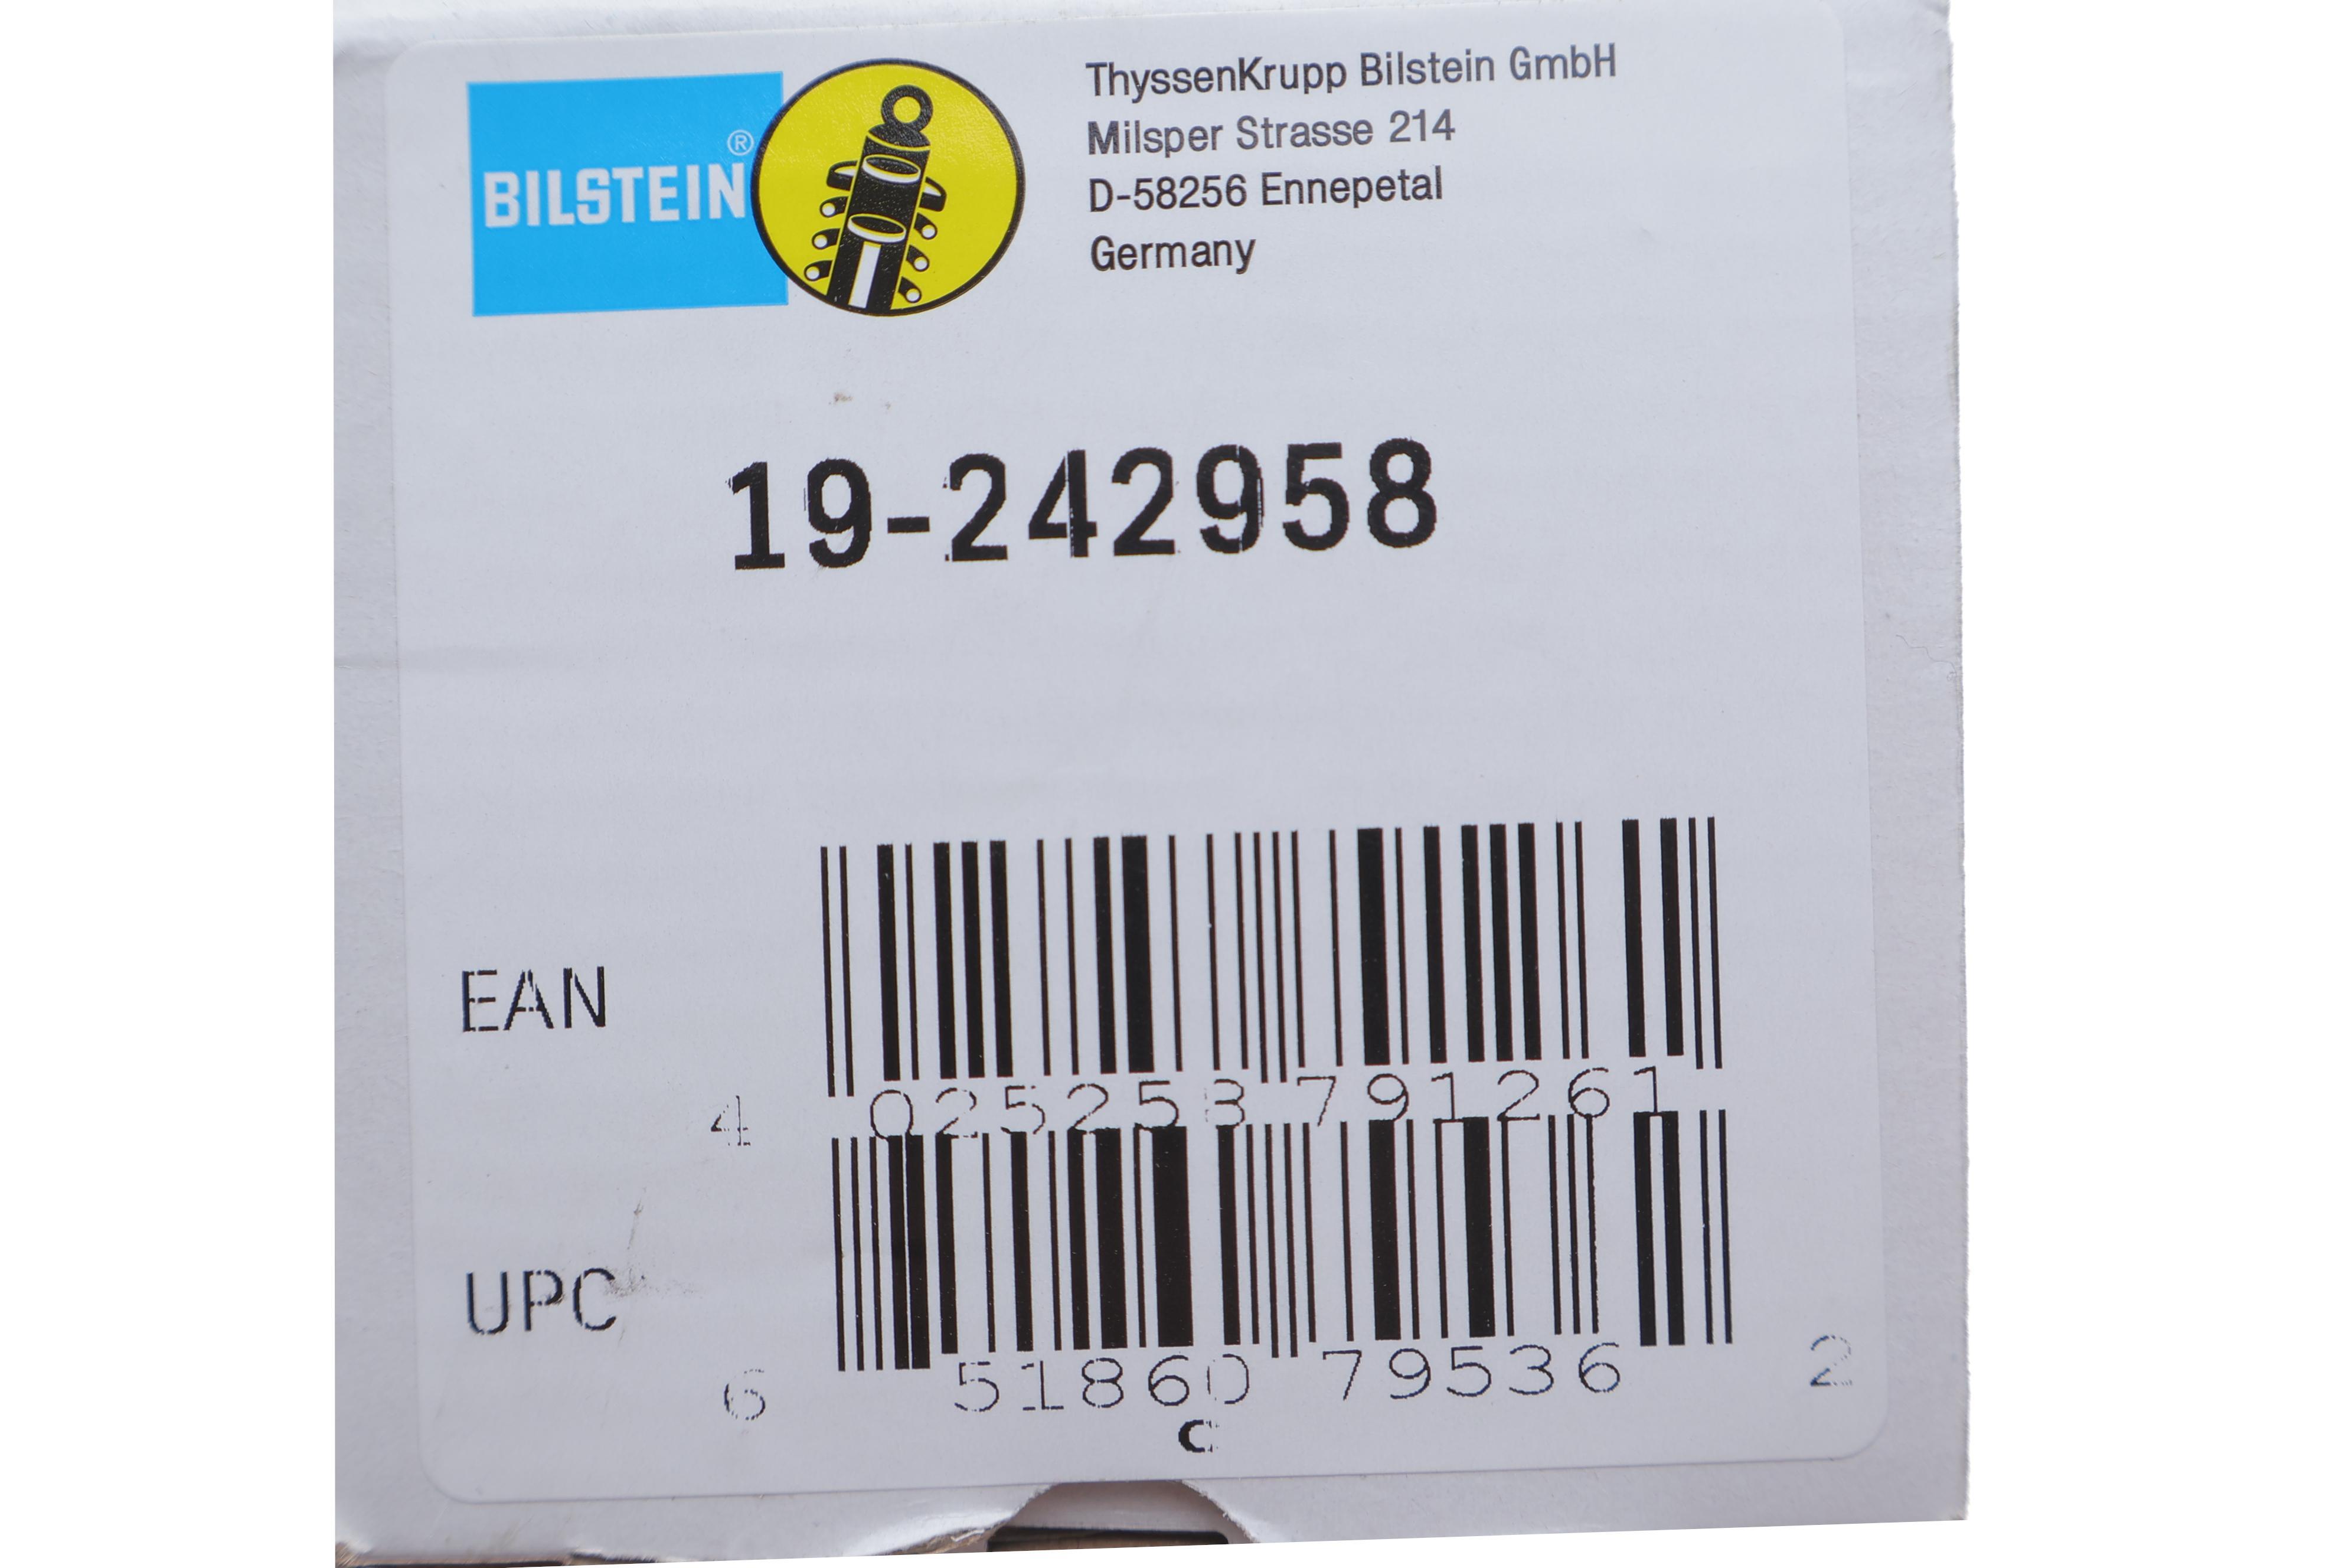 BILSTEIN®
ThyssenKrupp Bilstein GmbH
Milsper Strasse 214
D-58256 Ennepetal
Germany
19-242958
EAN
4 025258 791261
UPC
6 51860 79536 2
C